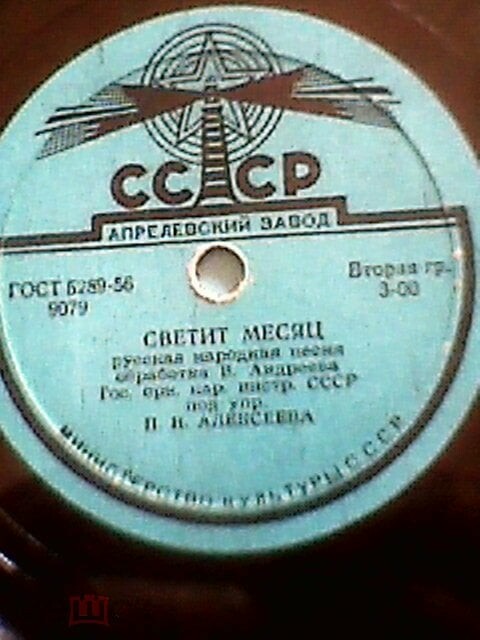 СССР
АПРЕЛЕВСКИЙ ЗАВОД
ГОСТ 5289-56
9079
Вторая гр.
3-00
СВЕТИТ МЕСЯЦ
русская народная песня
обработка В. Андреева
Гос. орк. нар. инстр. СССР
под упр.
П. И. АЛЕКСЕЕВА
МИНИСТЕРСТВО КУЛЬТУРЫ СССР